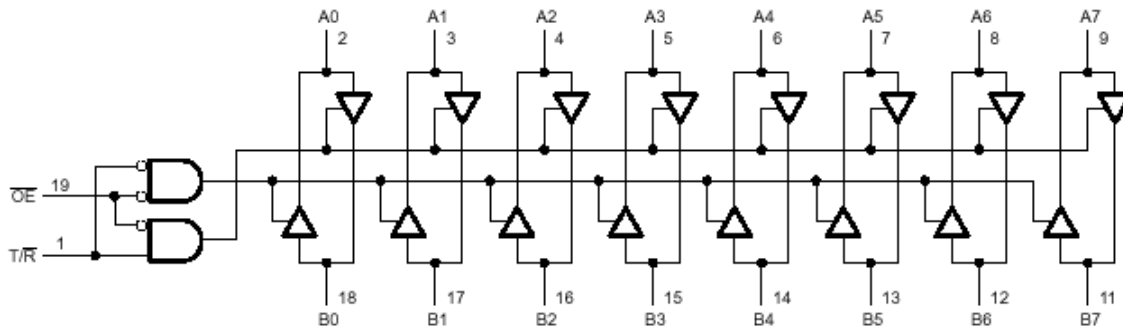 A0 A1 A2 A3 A4 A5 A6 A7
2 3 4 5 6 7 8 9
O̅E̅ 19
T/R̅ 1
18 17 16 15 14 13 12 11
B0 B1 B2 B3 B4 B5 B6 B7